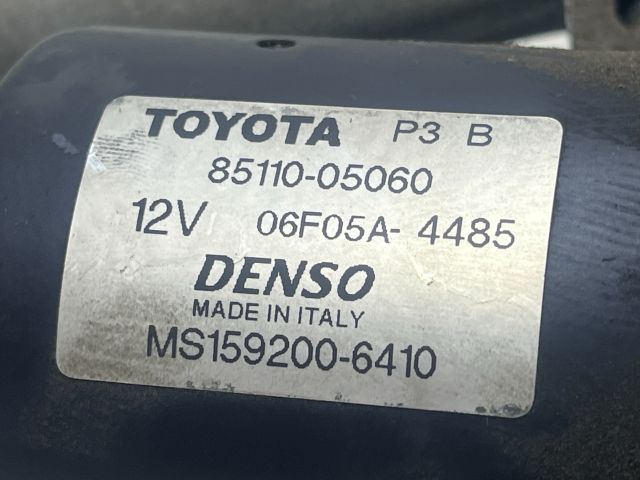 TOYOTA P3 B
85110-05060
12V 06F05A- 4485
DENSO
MADE IN ITALY
MS159200-6410